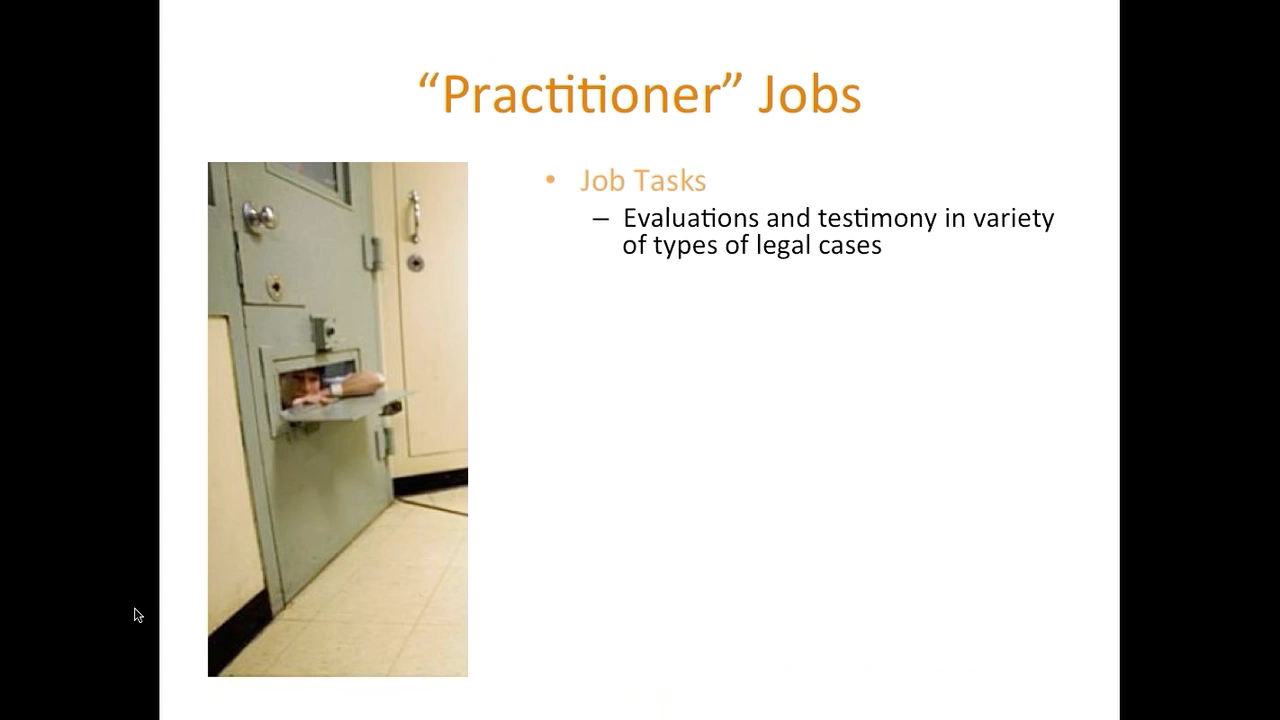 “Practitioner” Jobs
• Job Tasks
– Evaluations and testimony in variety
of types of legal cases